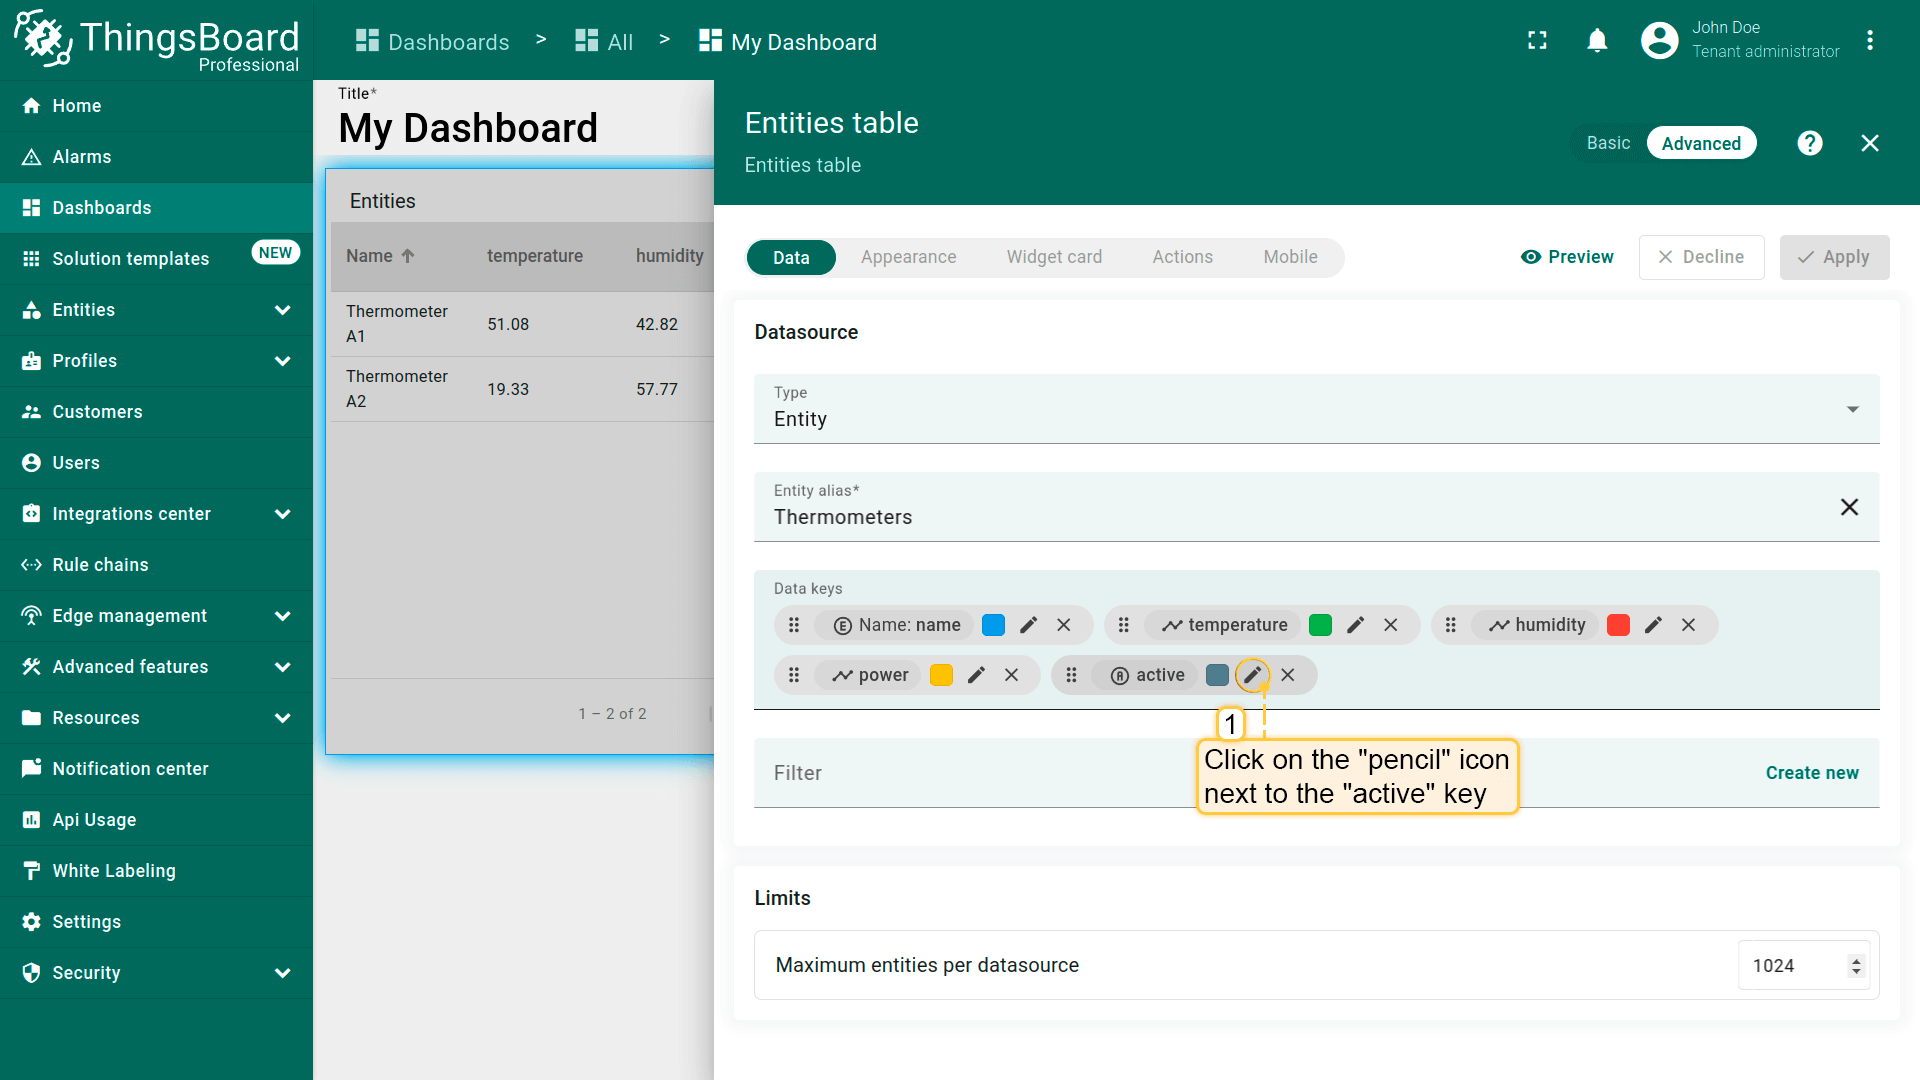 ThingsBoard
Professional
Dashboards > All > My Dashboard
John Doe
Tenant administrator
Home
Alarms
Dashboards
Solution templates NEW
Entities
Profiles
Customers
Users
Integrations center
Rule chains
Edge management
Advanced features
Resources
Notification center
Api Usage
White Labeling
Settings
Security
Title*
My Dashboard
Entities
Name temperature humidity
Thermometer A1 51.08 42.82
Thermometer A2 19.33 57.77
1 – 2 of 2
Entities table
Entities table
Basic Advanced
Data Appearance Widget card Actions Mobile
Preview Decline Apply
Datasource
Type
Entity
Entity alias*
Thermometers
Data keys
E Name: name temperature humidity
power A active
1
Click on the "pencil" icon
next to the "active" key
Filter Create new
Limits
Maximum entities per datasource 1024